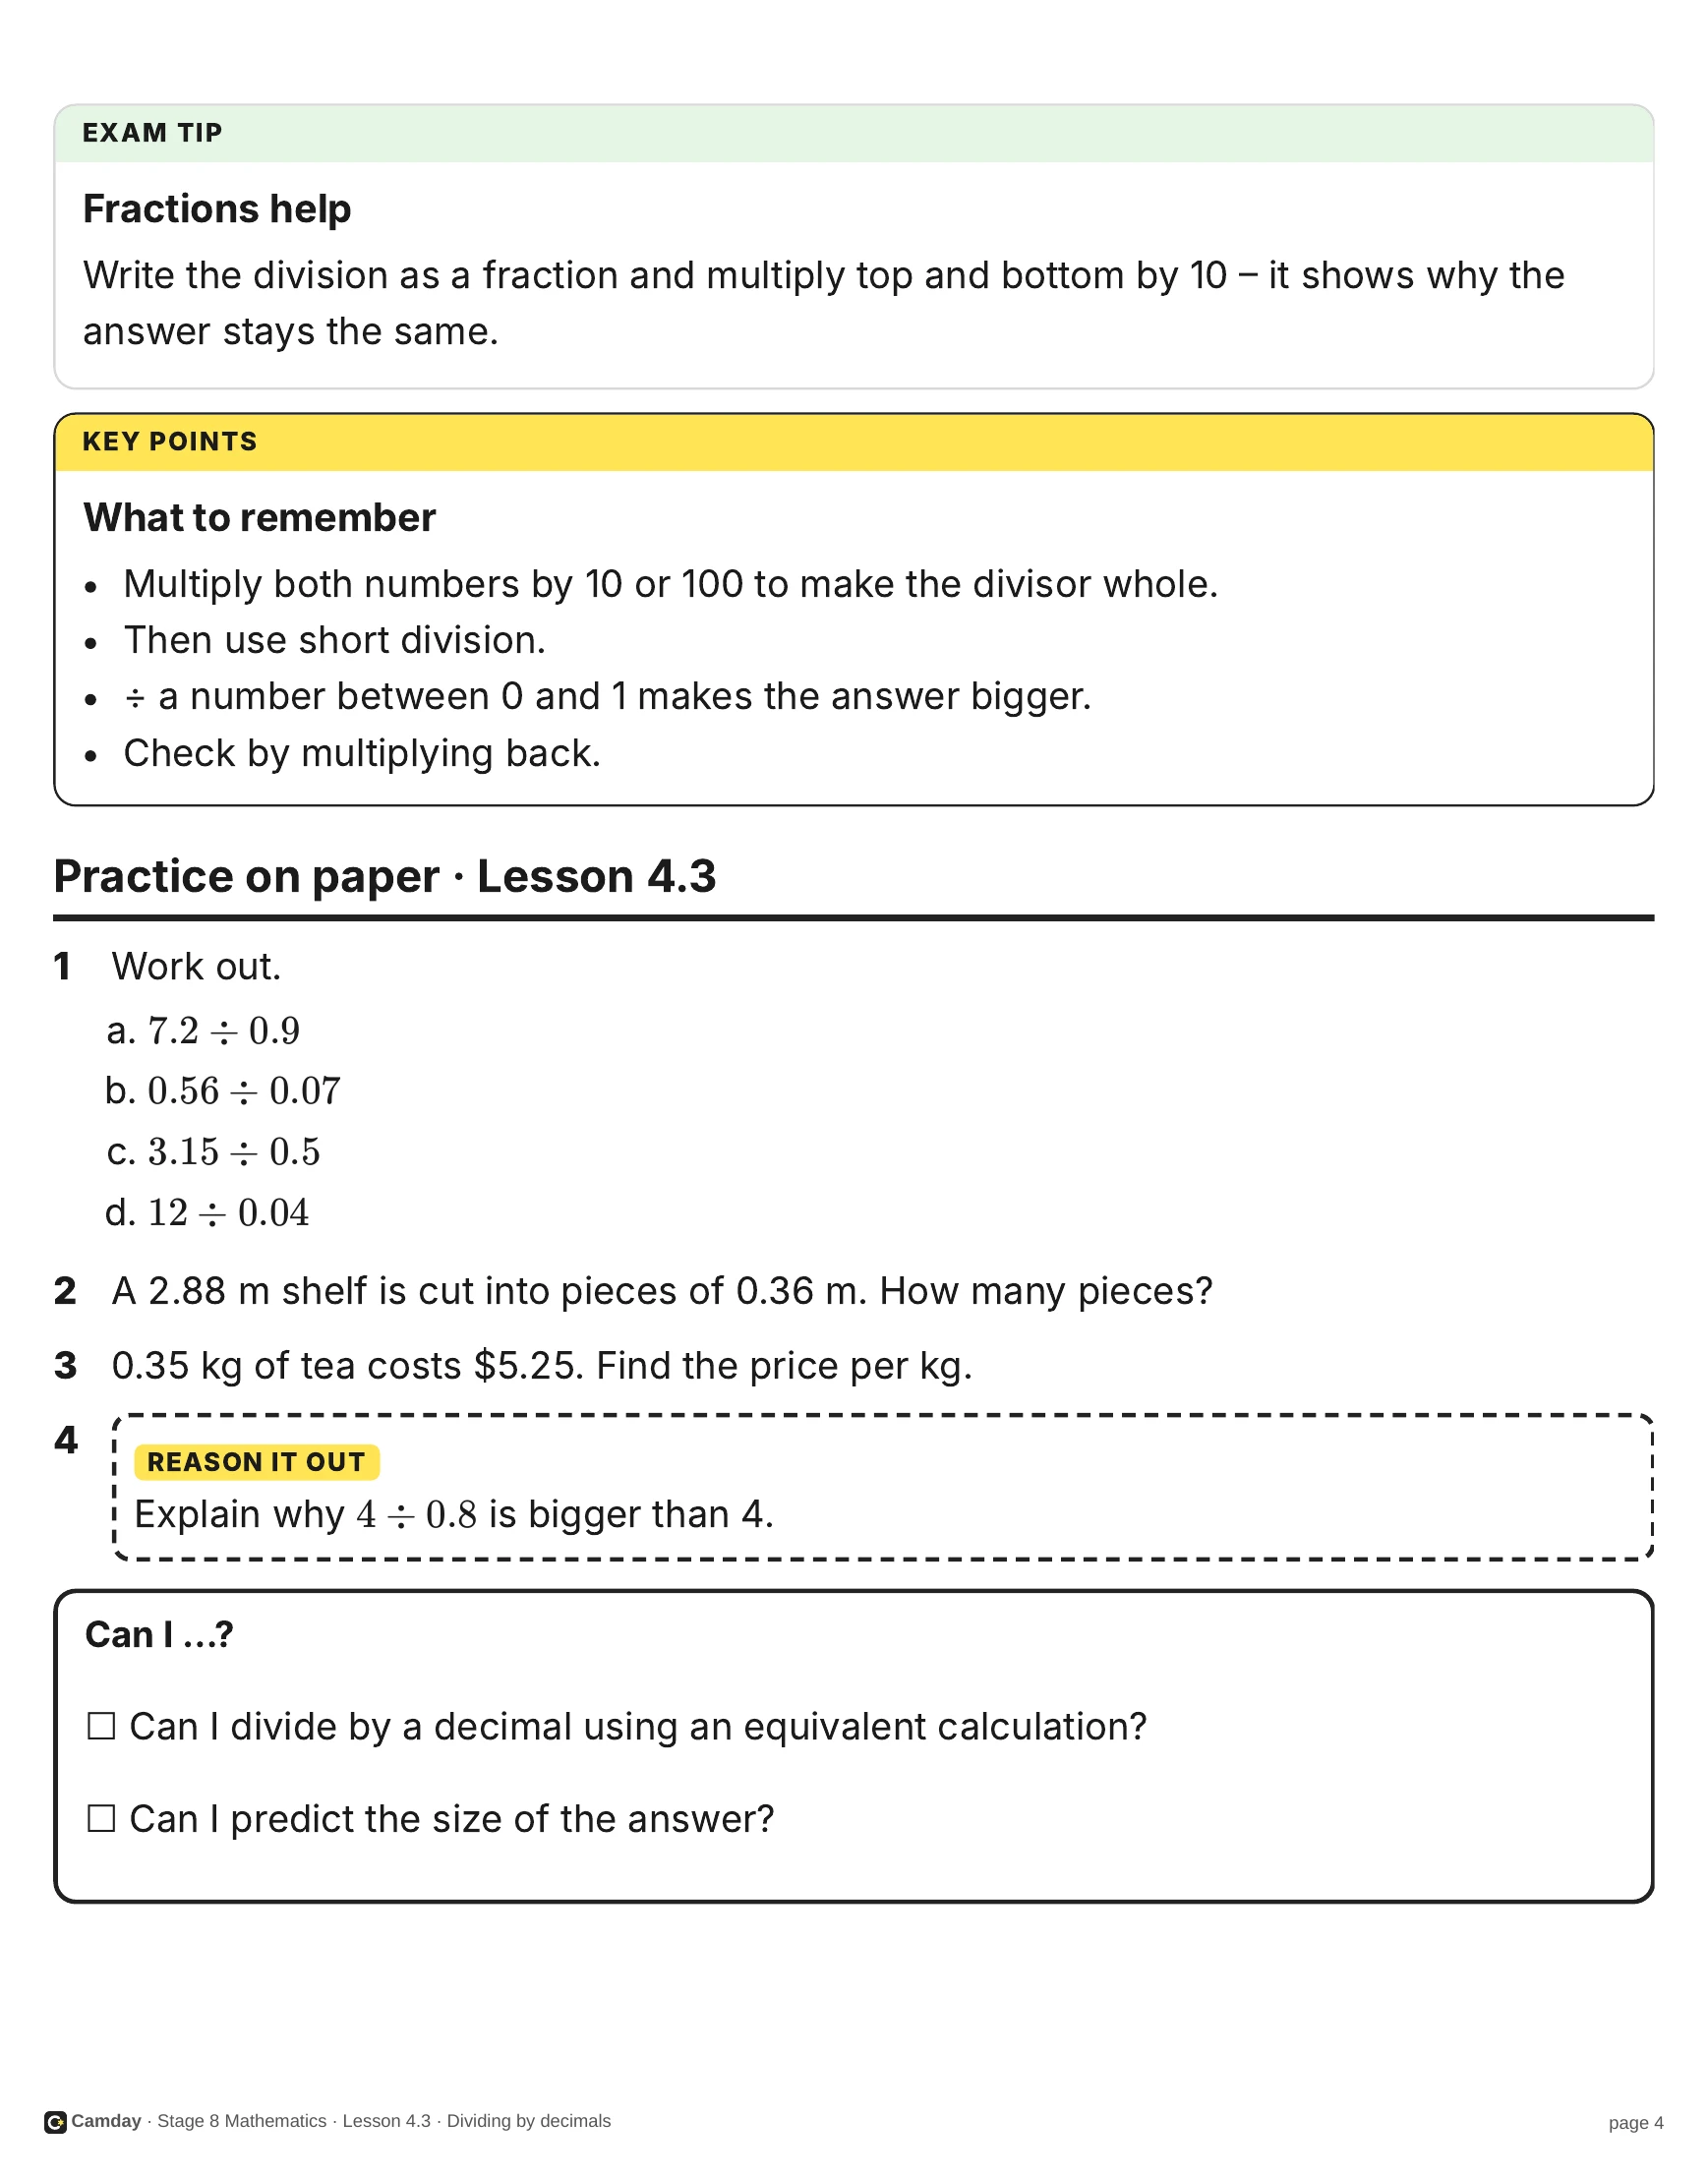 EXAM TIP
Fractions help
Write the division as a fraction and multiply top and bottom by 10 – it shows why the
answer stays the same.
KEY POINTS
What to remember
• Multiply both numbers by 10 or 100 to make the divisor whole.
• Then use short division.
• ÷ a number between 0 and 1 makes the answer bigger.
• Check by multiplying back.
Practice on paper · Lesson 4.3
1 Work out.
a. 7.2 ÷ 0.9
b. 0.56 ÷ 0.07
c. 3.15 ÷ 0.5
d. 12 ÷ 0.04
2 A 2.88 m shelf is cut into pieces of 0.36 m. How many pieces?
3 0.35 kg of tea costs $5.25. Find the price per kg.
4 REASON IT OUT
Explain why 4 ÷ 0.8 is bigger than 4.
Can I …?
☐ Can I divide by a decimal using an equivalent calculation?
☐ Can I predict the size of the answer?
Camday · Stage 8 Mathematics · Lesson 4.3 · Dividing by decimals page 4